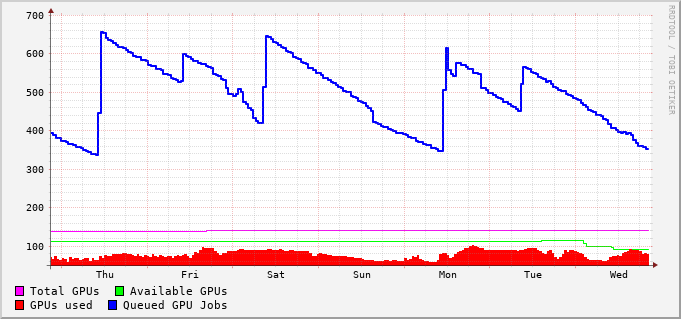 700
600
500
400
300
200
100
Thu Fri Sat Sun Mon Tue Wed
RRDTOOL / TOBI OETIKER
Total GPUs Available GPUs
GPUs used Queued GPU Jobs